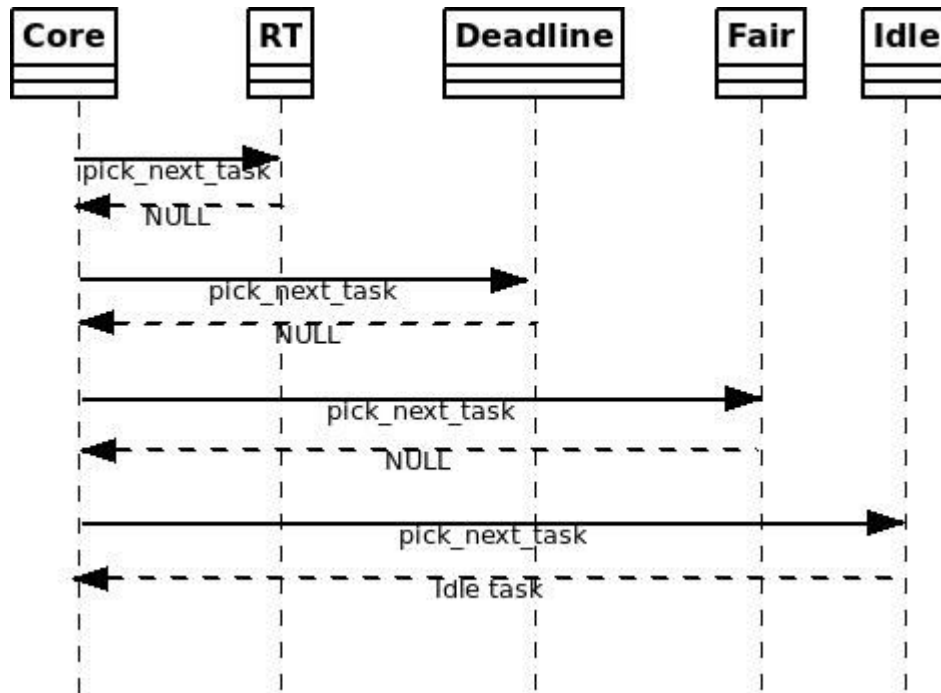 Core RT Deadline Fair Idle
pick_next_task
NULL
pick_next_task
NULL
pick_next_task
NULL
pick_next_task
Idle task